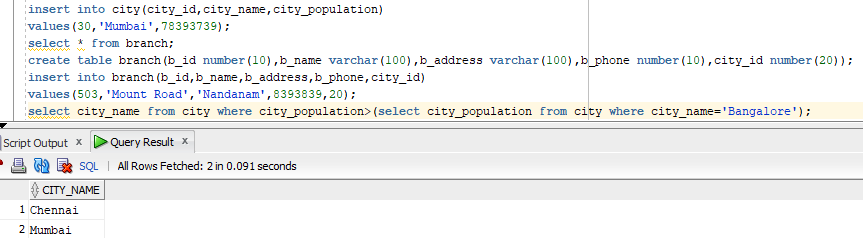 insert into city(city_id,city_name,city_population)
values(30,'Mumbai',78393739);
select * from branch;
create table branch(b_id number(10),b_name varchar(100),b_address varchar(100),b_phone number(10),city_id number(20));
insert into branch(b_id,b_name,b_address,b_phone,city_id)
values(503,'Mount Road','Nandanam',8393839,20);
select city_name from city where city_population>(select city_population from city where city_name='Bangalore');
Script Output x Query Result x
SQL | All Rows Fetched: 2 in 0.091 seconds
CITY_NAME
1 Chennai
2 Mumbai